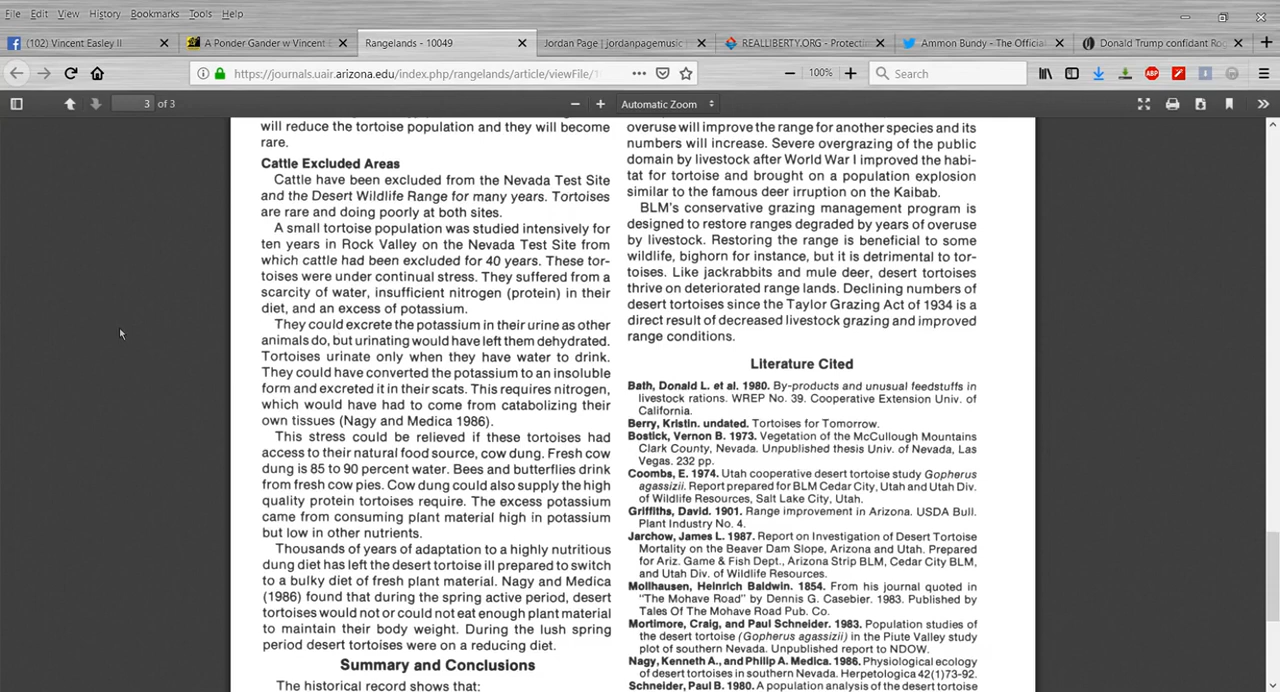 File Edit View History Bookmarks Tools Help
(102) Vincent Easley II
A Ponder Gander w Vincent
Rangelands - 10049
Jordan Page | jordanpagemusic
REALLIBERTY.ORG - Protectin
Ammon Bundy - The Official
Donald Trump confidant Rog
https://journals.uair.arizona.edu/index.php/rangelands/article/viewFile/1
100%
Search
ABP
3 of 3
Automatic Zoom
will reduce the tortoise population and they will become
rare.
Cattle Excluded Areas
Cattle have been excluded from the Nevada Test Site
and the Desert Wildlife Range for many years. Tortoises
are rare and doing poorly at both sites.
A small tortoise population was studied intensively for
ten years in Rock Valley on the Nevada Test Site from
which cattle had been excluded for 40 years. These tor-
toises were under continual stress. They suffered from a
scarcity of water, insufficient nitrogen (protein) in their
diet, and an excess of potassium.
They could excrete the potassium in their urine as other
animals do, but urinating would have left them dehydrated.
Tortoises urinate only when they have water to drink.
They could have converted the potassium to an insoluble
form and excreted it in their scats. This requires nitrogen,
which would have had to come from catabolizing their
own tissues (Nagy and Medica 1986).
This stress could be relieved if these tortoises had
access to their natural food source, cow dung. Fresh cow
dung is 85 to 90 percent water. Bees and butterflies drink
from fresh cow pies. Cow dung could also supply the high
quality protein tortoises require. The excess potassium
came from consuming plant material high in potassium
but low in other nutrients.
Thousands of years of adaptation to a highly nutritious
dung diet has left the desert tortoise ill prepared to switch
to a bulky diet of fresh plant material. Nagy and Medica
(1986) found that during the spring active period, desert
tortoises would not or could not eat enough plant material
to maintain their body weight. During the lush spring
period desert tortoises were on a reducing diet.
Summary and Conclusions
The historical record shows that:
overuse will improve the range for another species and its
numbers will increase. Severe overgrazing of the public
domain by livestock after World War I improved the habi-
tat for tortoise and brought on a population explosion
similar to the famous deer irruption on the Kaibab.
BLM's conservative grazing management program is
designed to restore ranges degraded by years of overuse
by livestock. Restoring the range is beneficial to some
wildlife, bighorn for instance, but it is detrimental to tor-
toises. Like jackrabbits and mule deer, desert tortoises
thrive on deteriorated range lands. Declining numbers of
desert tortoises since the Taylor Grazing Act of 1934 is a
direct result of decreased livestock grazing and improved
range conditions.
Literature Cited
Bath, Donald L. et al. 1980. By-products and unusual feedstuffs in
livestock rations. WREP No. 39. Cooperative Extension Univ. of
California.
Berry, Kristin. undated. Tortoises for Tomorrow.
Bostick, Vernon B. 1973. Vegetation of the McCullough Mountains
Clark County, Nevada. Unpublished thesis Univ. of Nevada, Las
Vegas. 232 pp.
Coombs, E. 1974. Utah cooperative desert tortoise study Gopherus
agassizii. Report prepared for BLM Cedar City, Utah and Utah Div.
of Wildlife Resources, Salt Lake City, Utah.
Griffiths, David. 1901. Range improvement in Arizona. USDA Bull.
Plant Industry No. 4.
Jarchow, James L. 1987. Report on Investigation of Desert Tortoise
Mortality on the Beaver Dam Slope, Arizona and Utah. Prepared
for Ariz. Game & Fish Dept., Arizona Strip BLM, Cedar City BLM,
and Utah Div. of Wildlife Resources.
Mollhausen, Heinrich Baldwin. 1854. From his journal quoted in
"The Mohave Road" by Dennis G. Casebier. 1983. Published by
Tales Of The Mohave Road Pub. Co.
Mortimore, Craig, and Paul Schneider. 1983. Population studies of
the desert tortoise (Gopherus agassizii) in the Piute Valley study
plot of southern Nevada. Unpublished report to NDOW.
Nagy, Kenneth A., and Philip A. Medica. 1986. Physiological ecology
of desert tortoises in southern Nevada. Herpetologica 42(1)73-92.
Schneider, Paul B. 1980. A population analysis of the desert tortoise